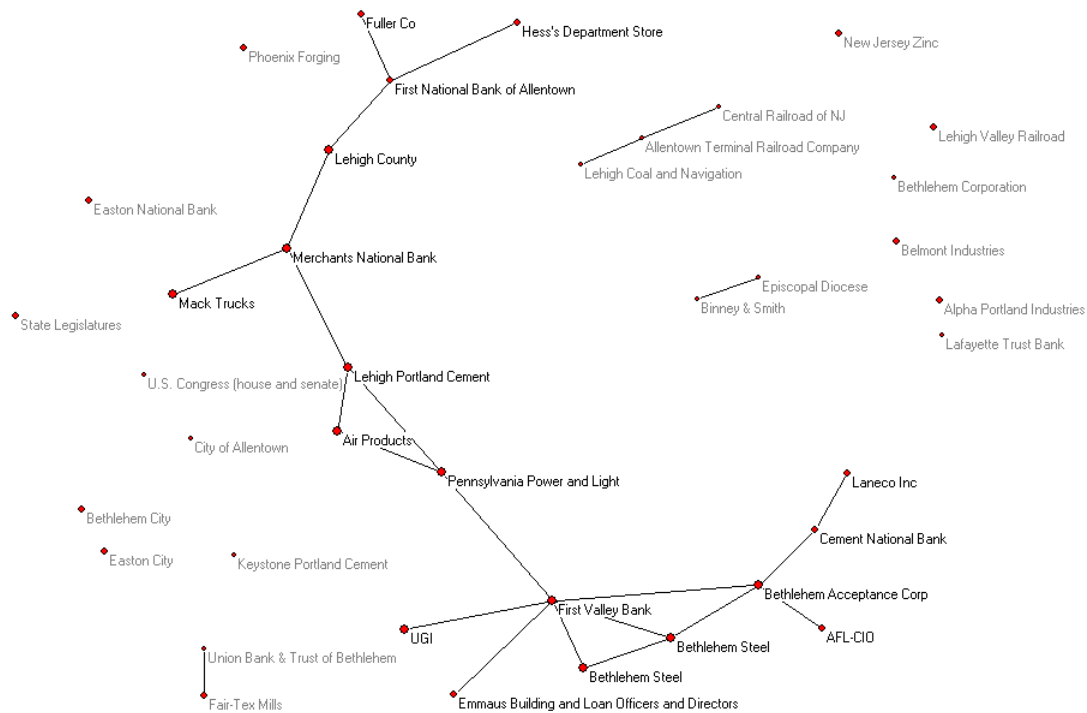 Fuller Co
Hess's Department Store
New Jersey Zinc
Phoenix Forging
First National Bank of Allentown
Central Railroad of NJ
Lehigh Valley Railroad
Allentown Terminal Railroad Company
Lehigh County
Lehigh Coal and Navigation
Bethlehem Corporation
Easton National Bank
Belmont Industries
Merchants National Bank
Episcopal Diocese
Mack Trucks
Binney & Smith
Alpha Portland Industries
State Legislatures
Lafayette Trust Bank
Lehigh Portland Cement
U.S. Congress (house and senate)
Air Products
City of Allentown
Pennsylvania Power and Light
Laneco Inc
Bethlehem City
Cement National Bank
Easton City
Keystone Portland Cement
Bethlehem Acceptance Corp
First Valley Bank
UGI
AFL-CIO
Bethlehem Steel
Union Bank & Trust of Bethlehem
Bethlehem Steel
Emmaus Building and Loan Officers and Directors
Fair-Tex Mills